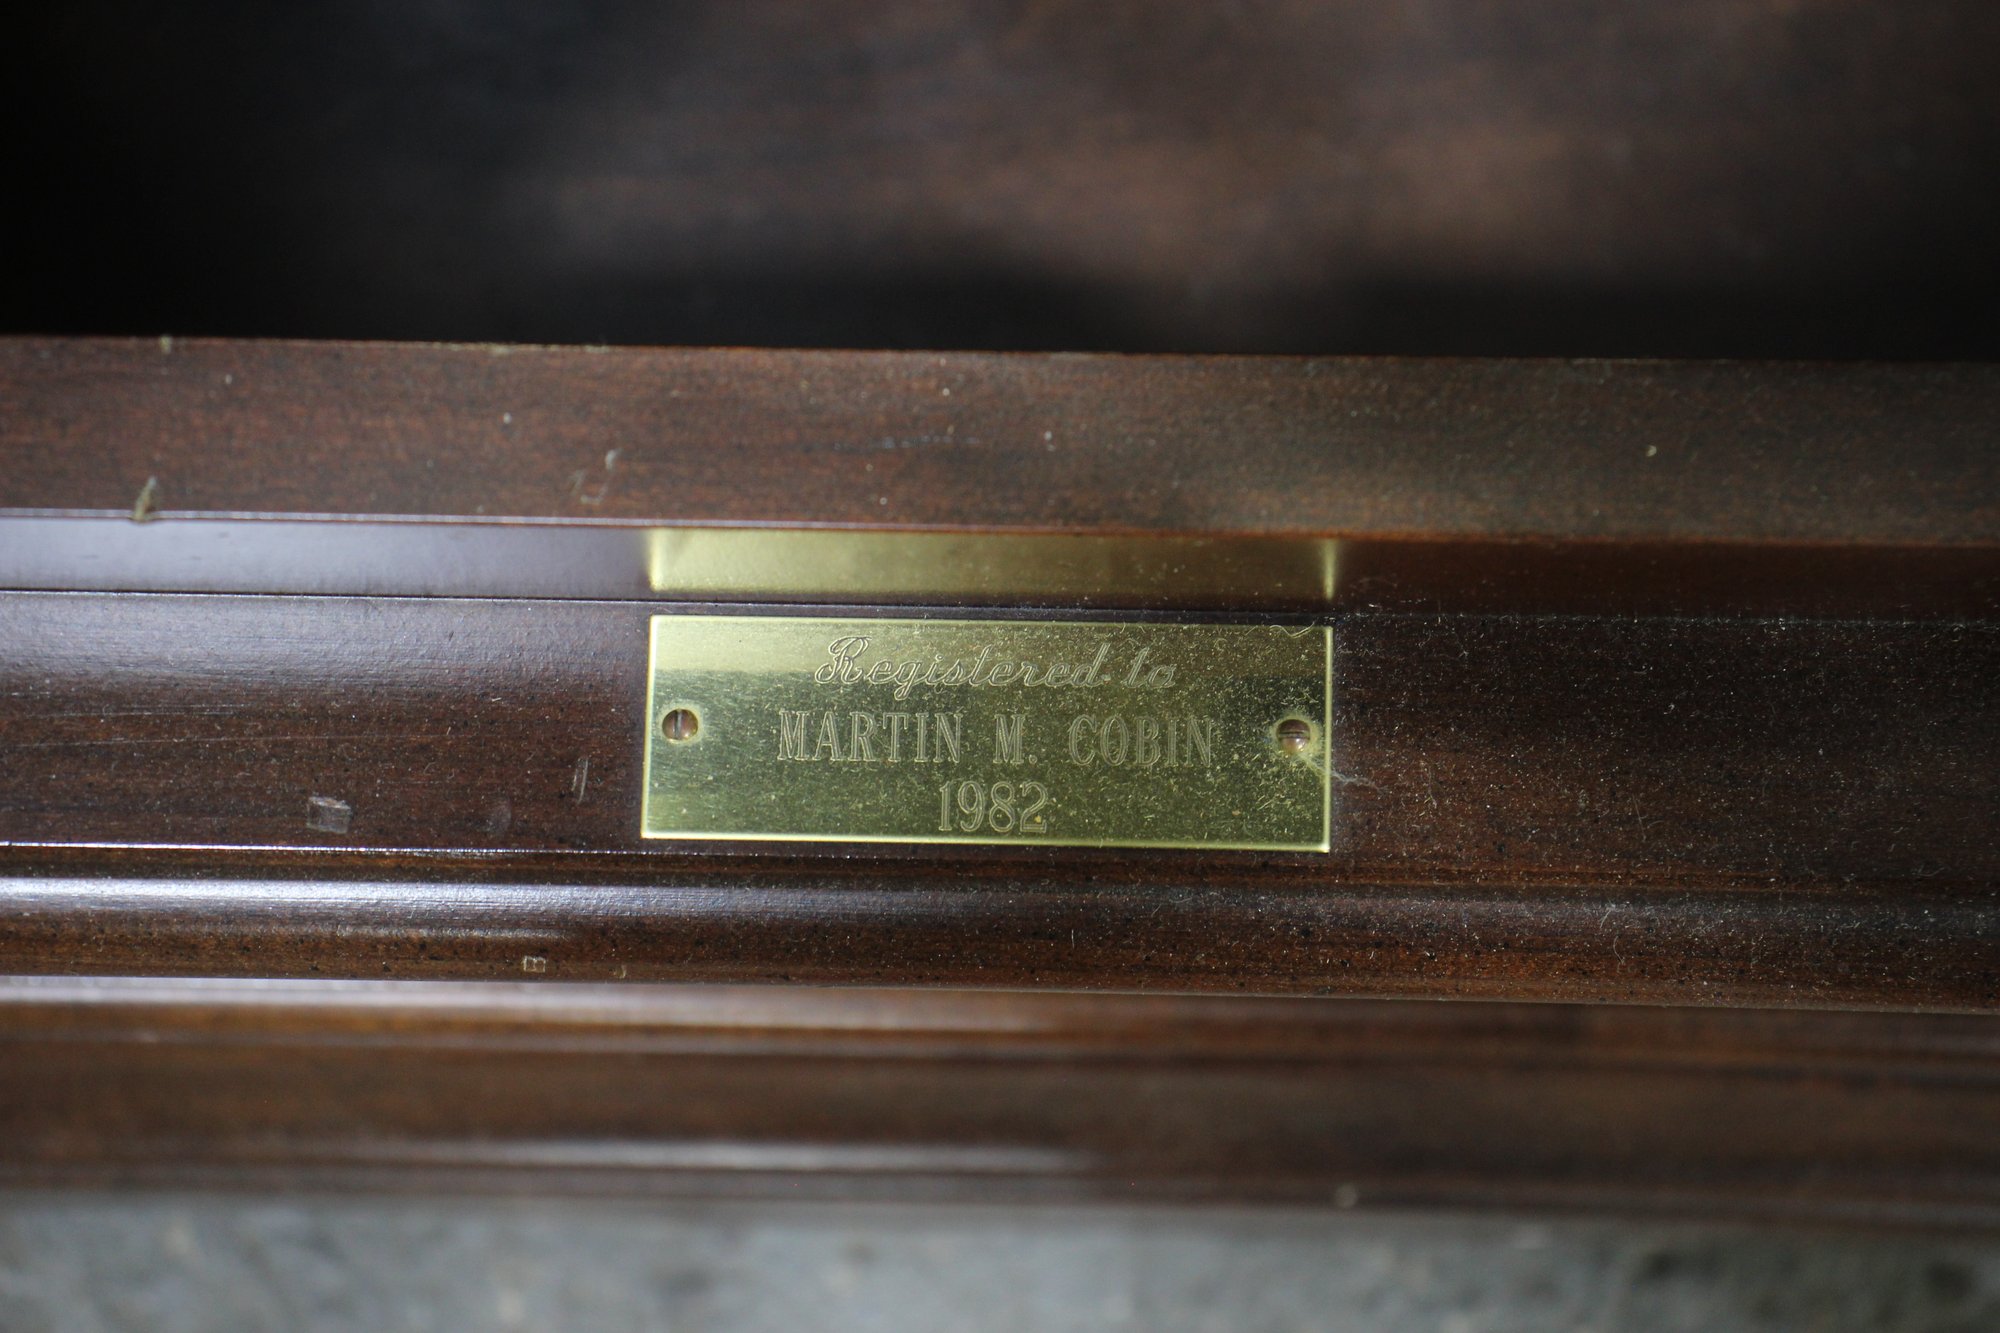 Registered to
MARTIN M. COBIN
1982